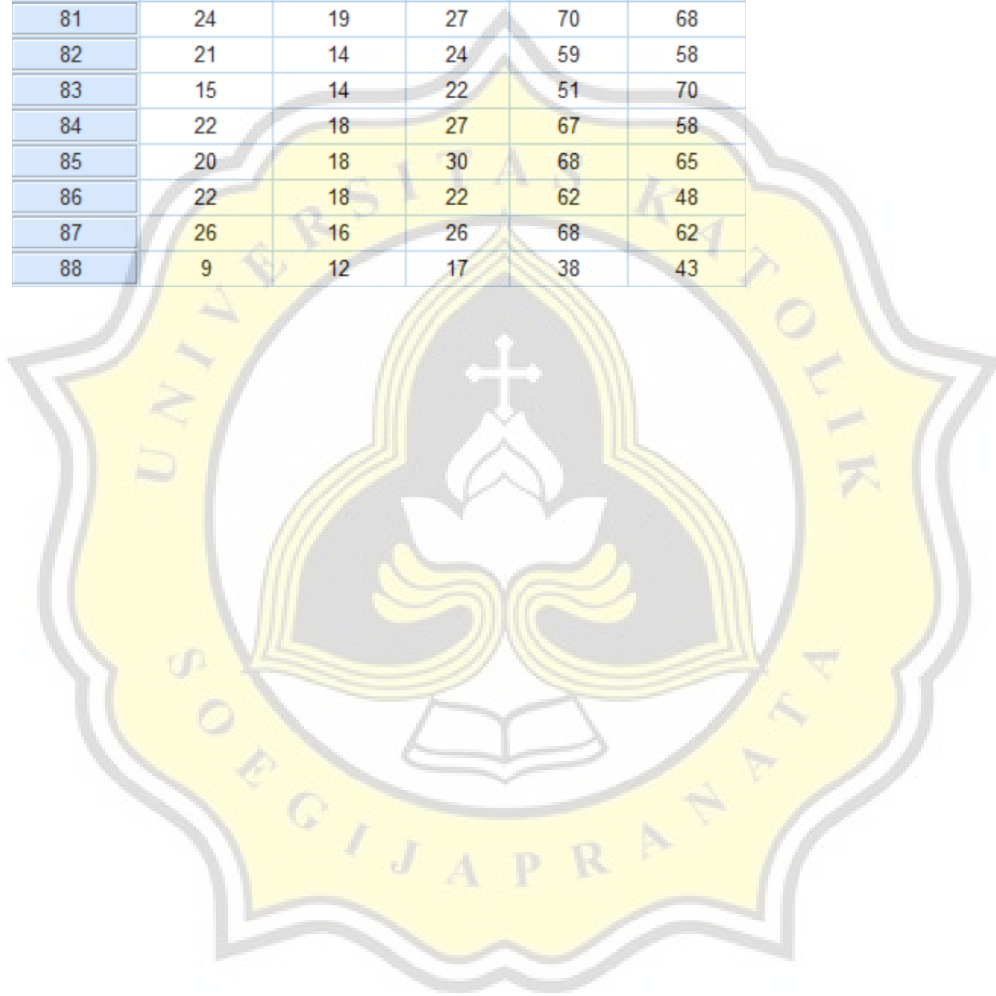 81 24 19 27 70 68
82 21 14 24 59 58
83 15 14 22 51 70
84 22 18 27 67 58
85 20 18 30 68 65
86 22 18 22 62 48
87 26 16 26 68 62
88 9 12 17 38 43
UNIVERSITAS KATOLIK
SOEGIJAPRANATA